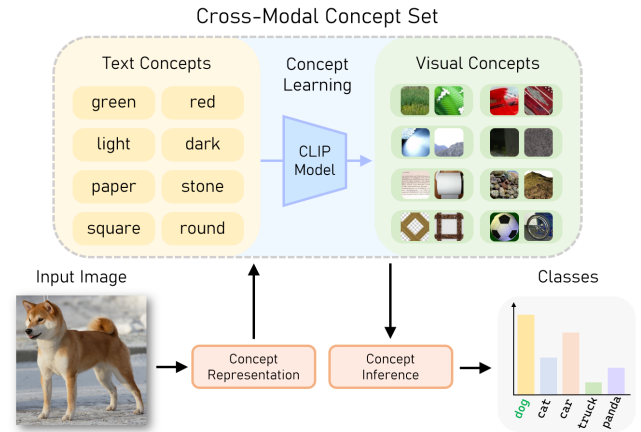 Cross-Modal Concept Set
Text Concepts
Concept
Learning
Visual Concepts
green
red
light
dark
CLIP
Model
paper
stone
square
round
Input Image
Classes
Concept
Representation
Concept
Inference
dog
cat
car
truck
panda